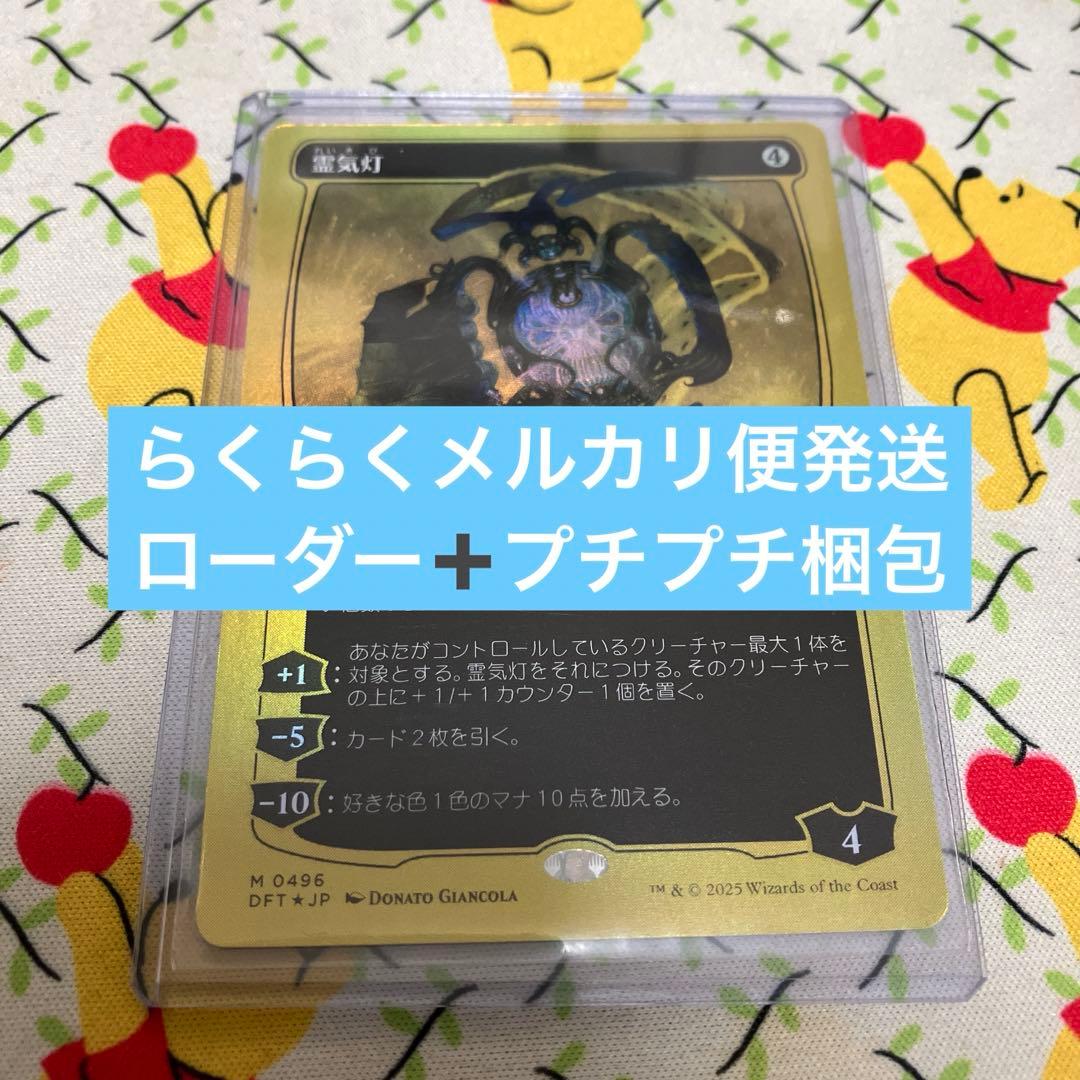 れいきび
霊気灯
4
らくらくメルカリ便発送
ローダー➕プチプチ梱包
+1：あなたがコントロールしているクリーチャー最大１体を
対象とする。霊気灯をそれにつける。そのクリーチャー
の上に＋１/＋１カウンター１個を置く。
-5：カード２枚を引く。
-10：好きな色１色のマナ１０点を加える。
4
M 0496
DFT★JP DONATO GIANCOLA
™ & © 2025 Wizards of the Coast